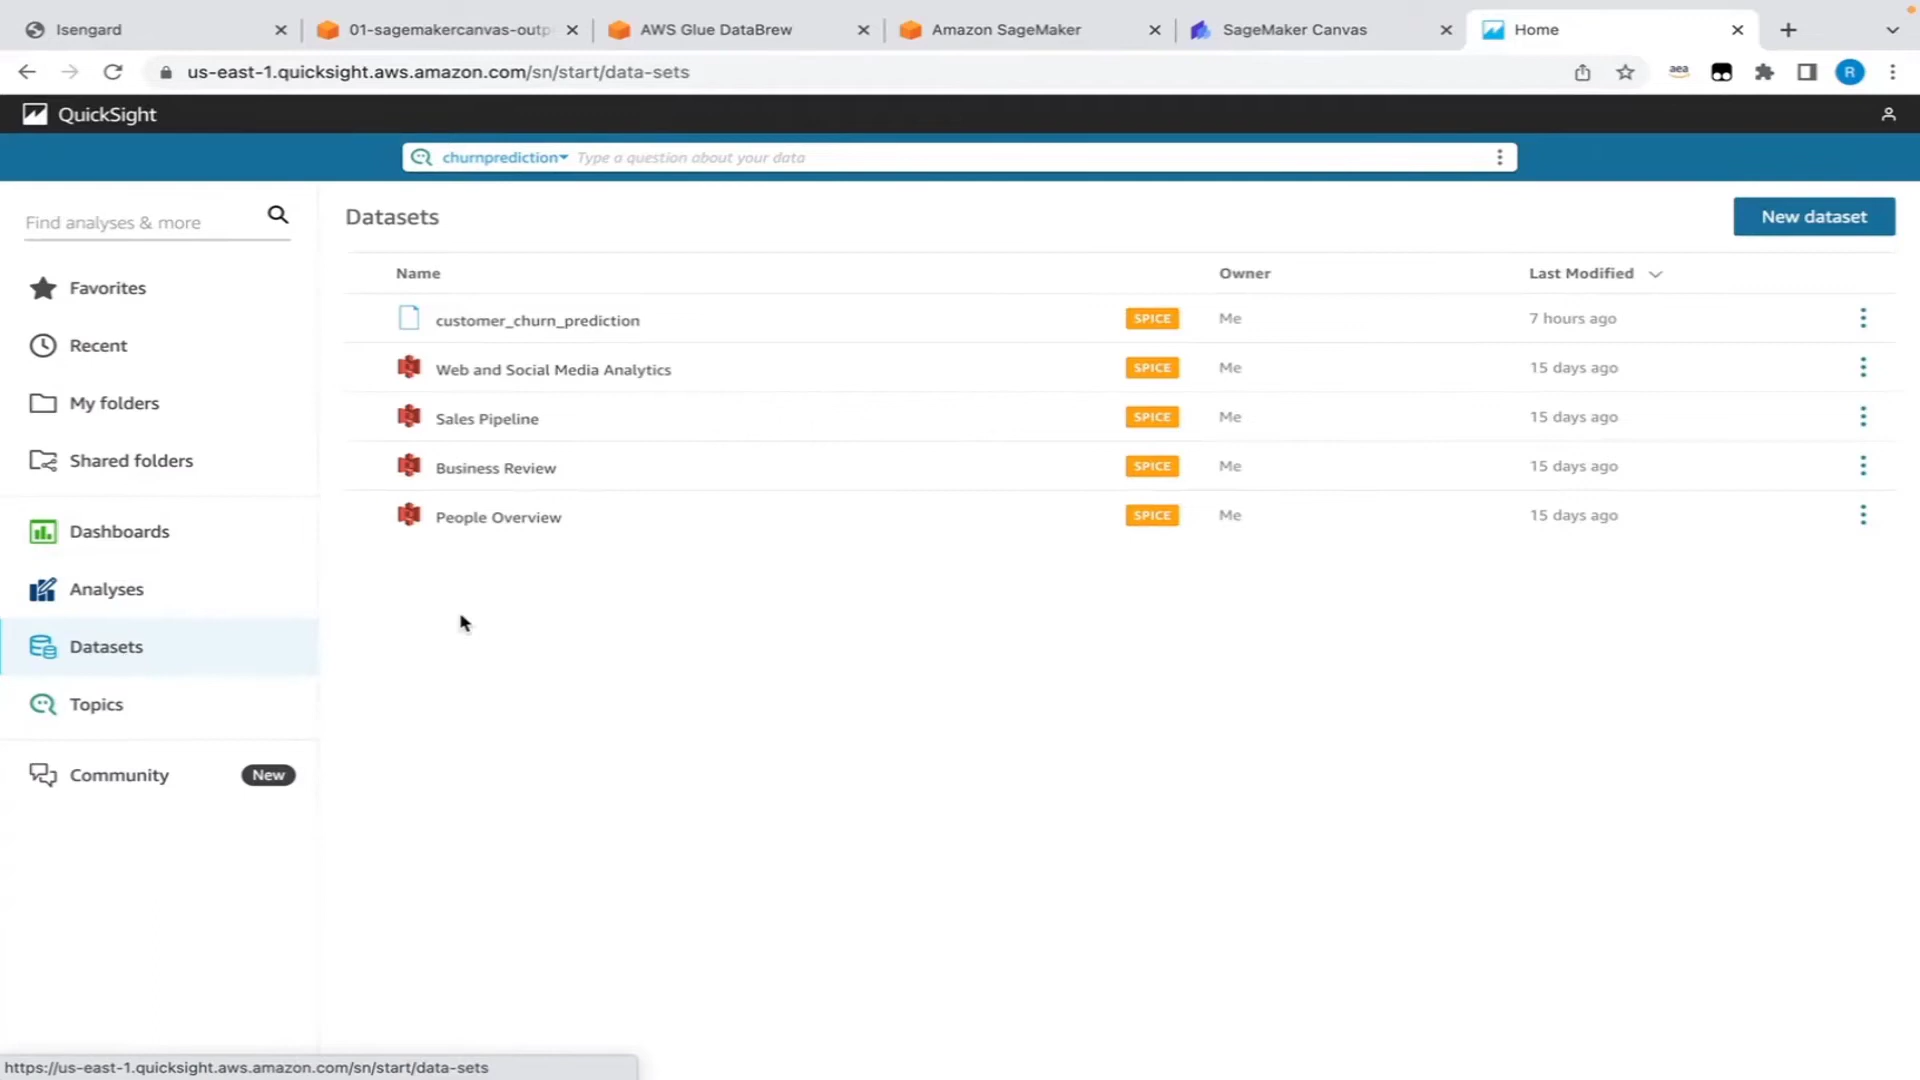 Isengard
01-sagemakercanvas-outp
AWS Glue DataBrew
Amazon SageMaker
SageMaker Canvas
Home
us-east-1.quicksight.aws.amazon.com/sn/start/data-sets
aea
R
QuickSight
churnprediction Type a question about your data
Find analyses & more
Favorites
Recent
My folders
Shared folders
Dashboards
Analyses
Datasets
Topics
Community New
Datasets
New dataset
Name Owner Last Modified
customer_churn_prediction SPICE Me 7 hours ago
Web and Social Media Analytics SPICE Me 15 days ago
Sales Pipeline SPICE Me 15 days ago
Business Review SPICE Me 15 days ago
People Overview SPICE Me 15 days ago
https://us-east-1.quicksight.aws.amazon.com/sn/start/data-sets